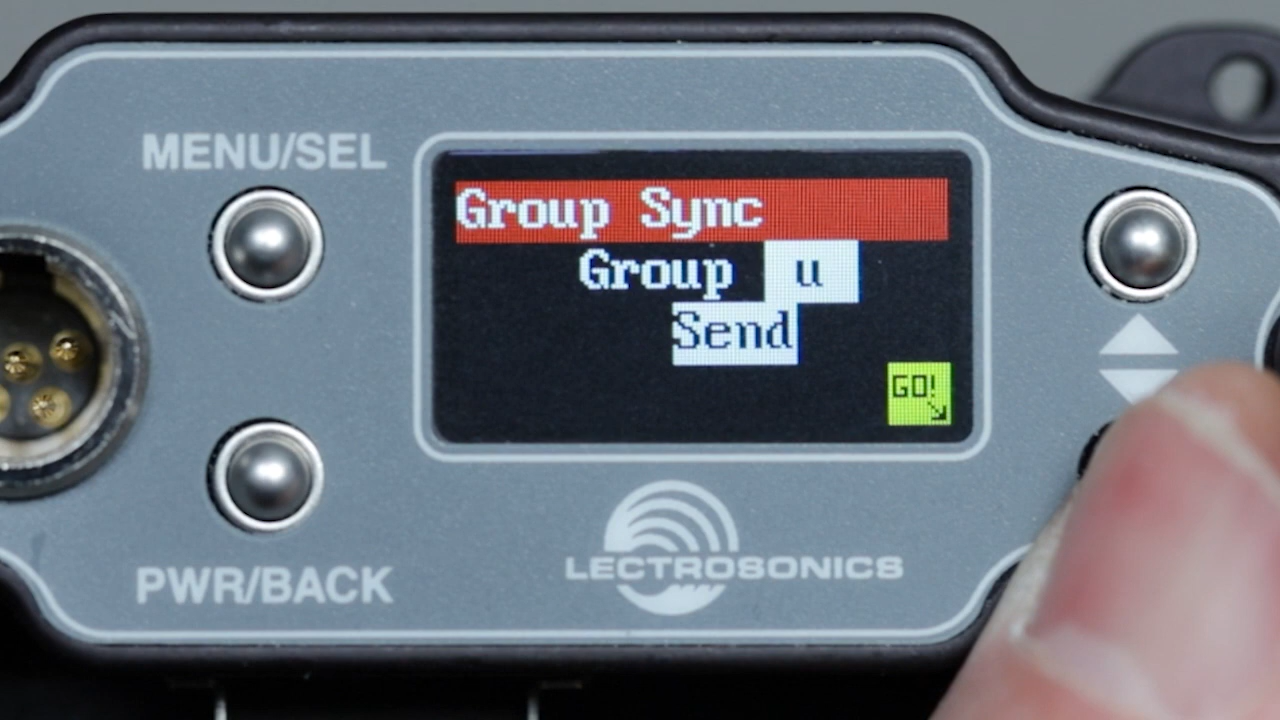 MENU/SEL
Group Sync
Group u
Send
GO!
LECTROSONICS
PWR/BACK